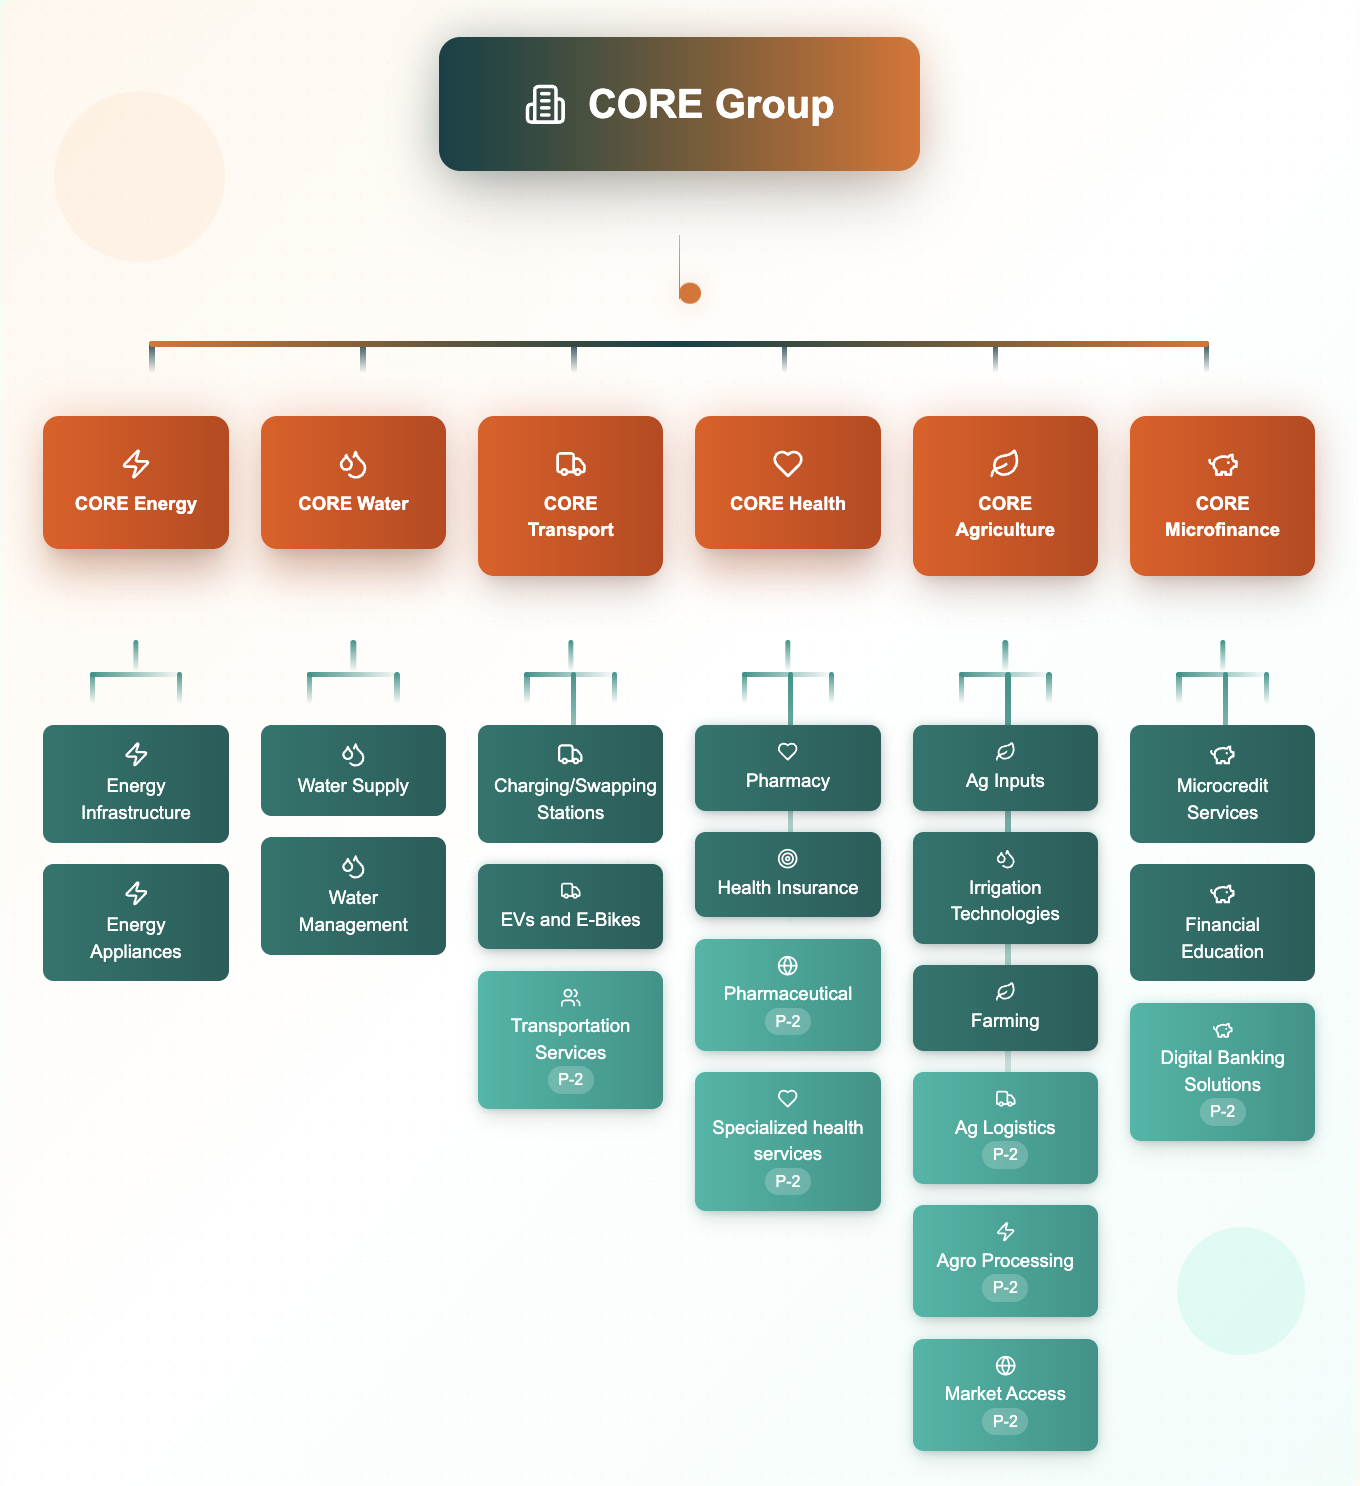 CORE Group
CORE Energy
CORE Water
CORE
Transport
CORE Health
CORE
Agriculture
CORE
Microfinance
Energy
Infrastructure
Energy
Appliances
Water Supply
Water
Management
Charging/Swapping
Stations
EVs and E-Bikes
Transportation
Services
P-2
Pharmacy
Health Insurance
Pharmaceutical
P-2
Specialized health
services
P-2
Ag Inputs
Irrigation
Technologies
Farming
Ag Logistics
P-2
Agro Processing
P-2
Market Access
P-2
Microcredit
Services
Financial
Education
Digital Banking
Solutions
P-2